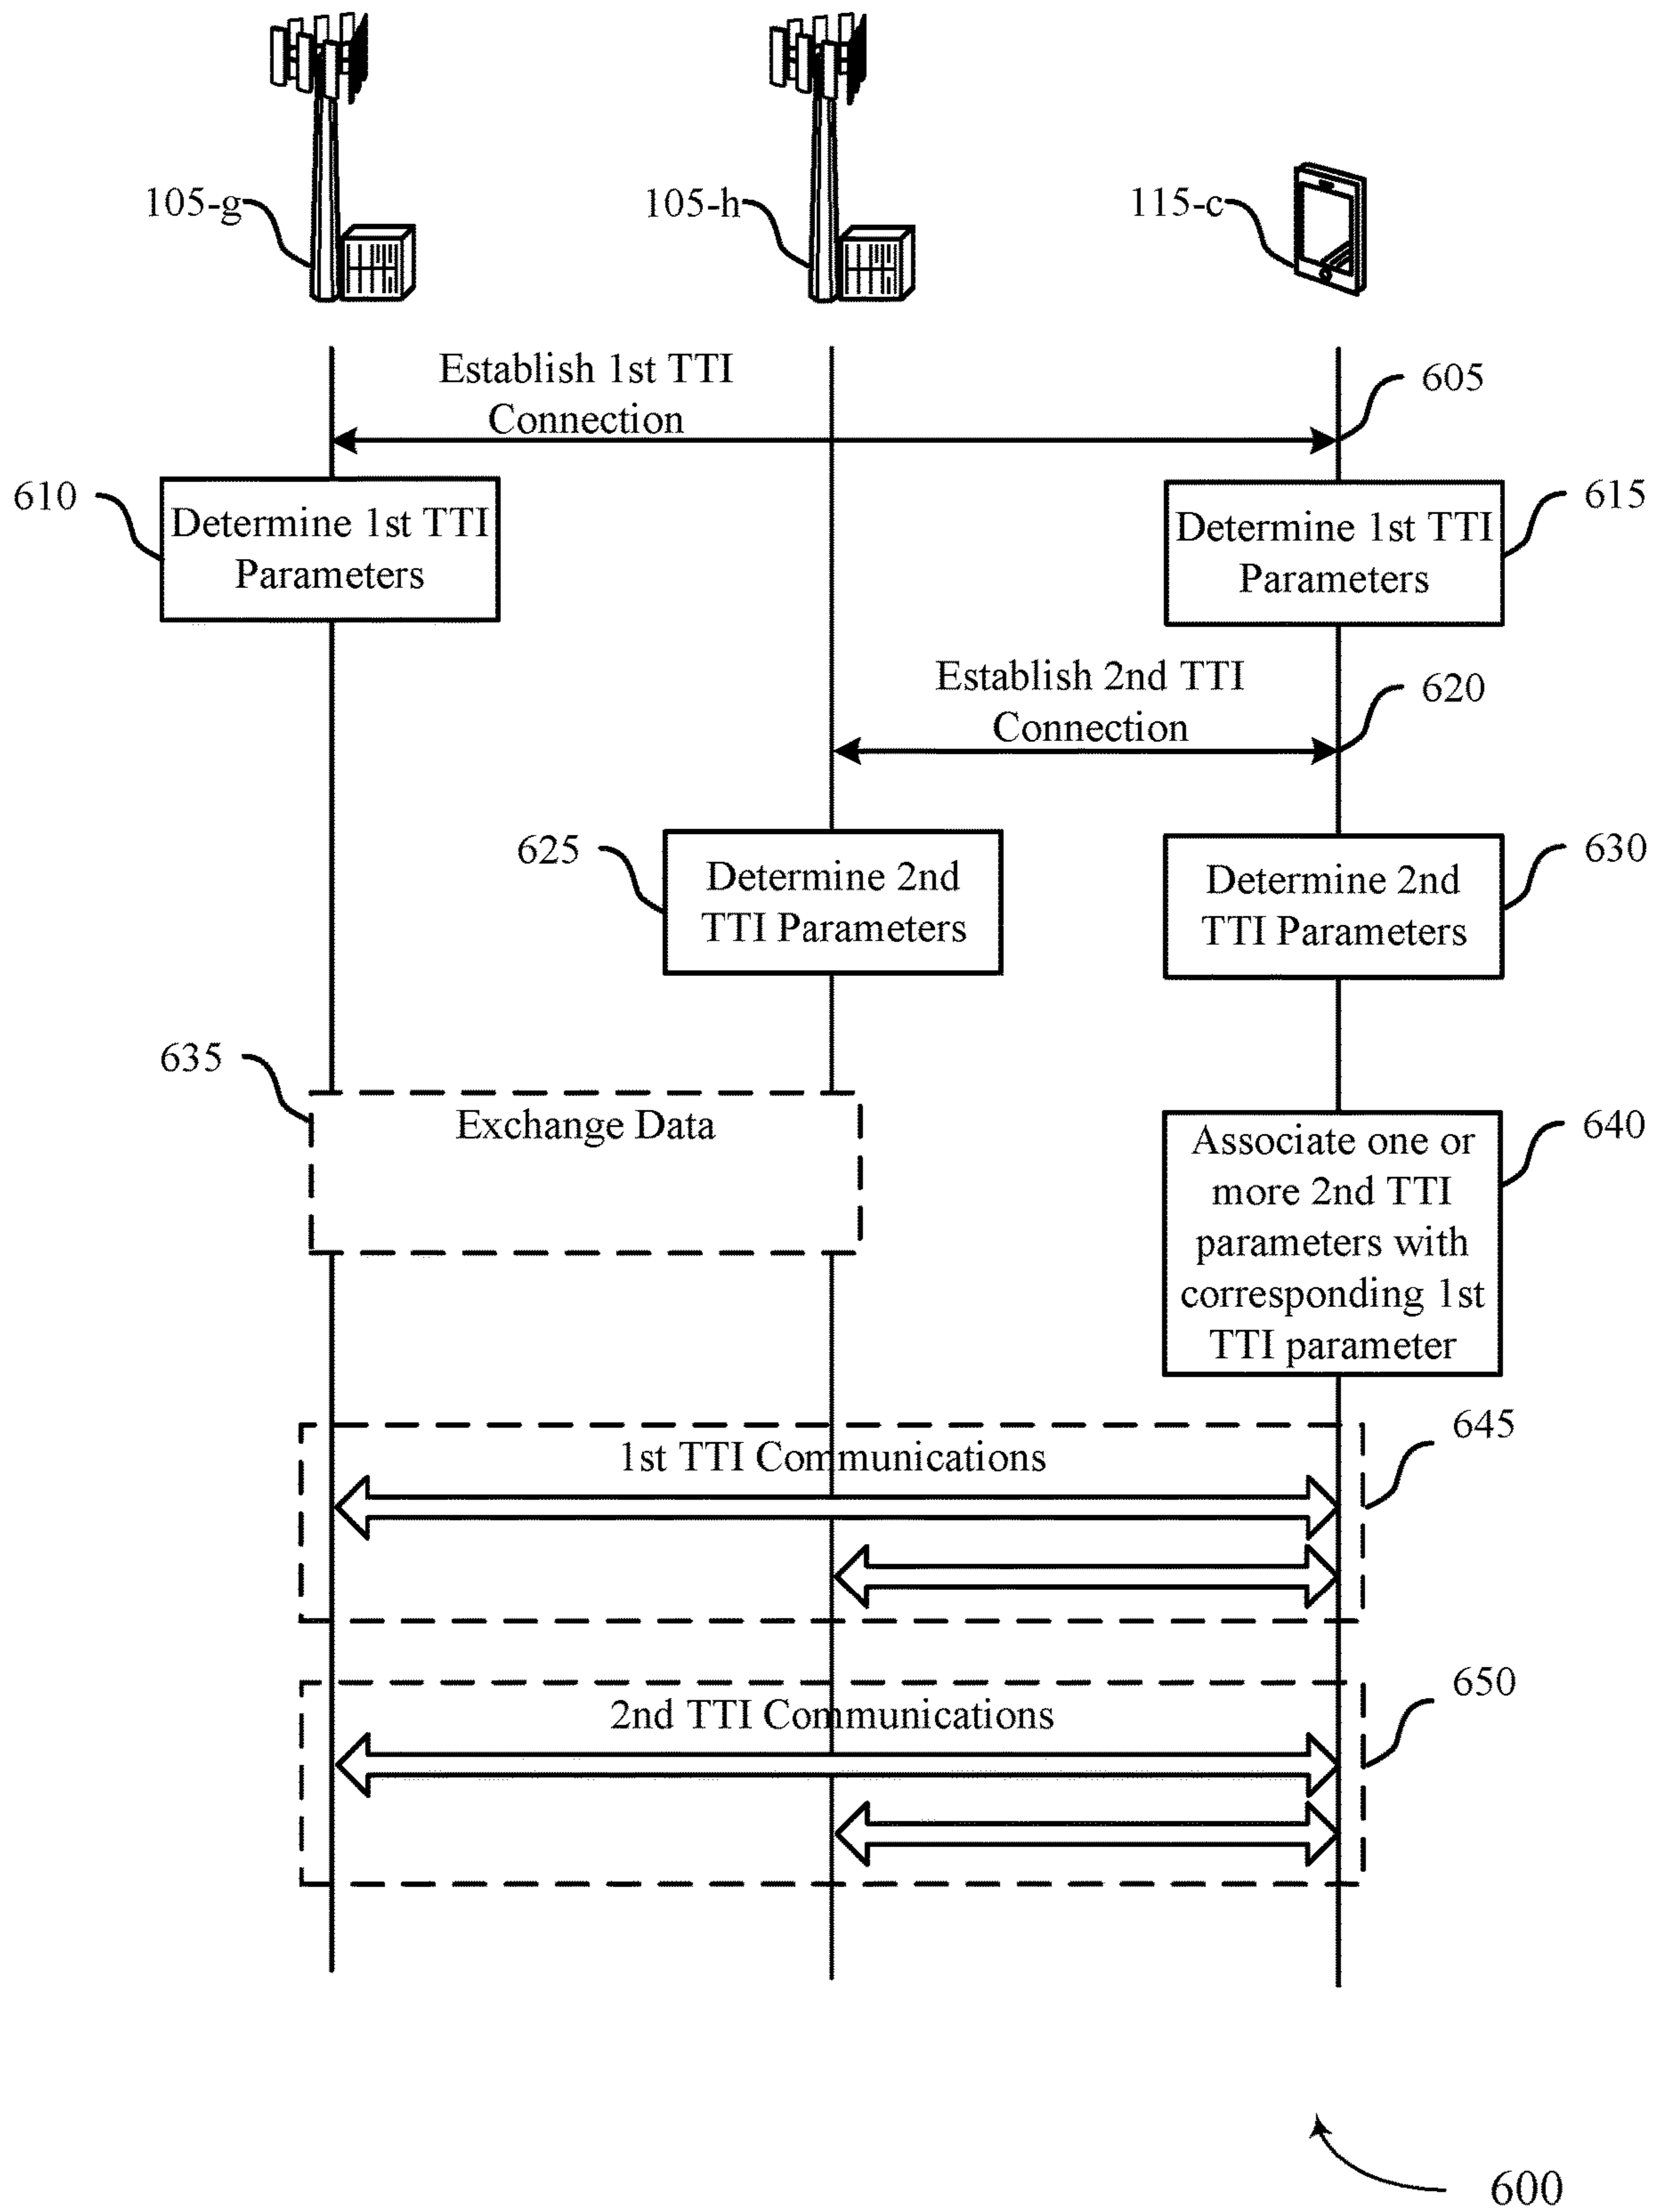 105-g
105-h
115-c
Establish 1st TTI
Connection
605
610
Determine 1st TTI
Parameters
Determine 1st TTI
Parameters
615
Establish 2nd TTI
Connection
620
625
Determine 2nd
TTI Parameters
Determine 2nd
TTI Parameters
630
635
Exchange Data
Associate one or
more 2nd TTI
parameters with
corresponding 1st
TTI parameter
640
1st TTI Communications
645
2nd TTI Communications
650
600